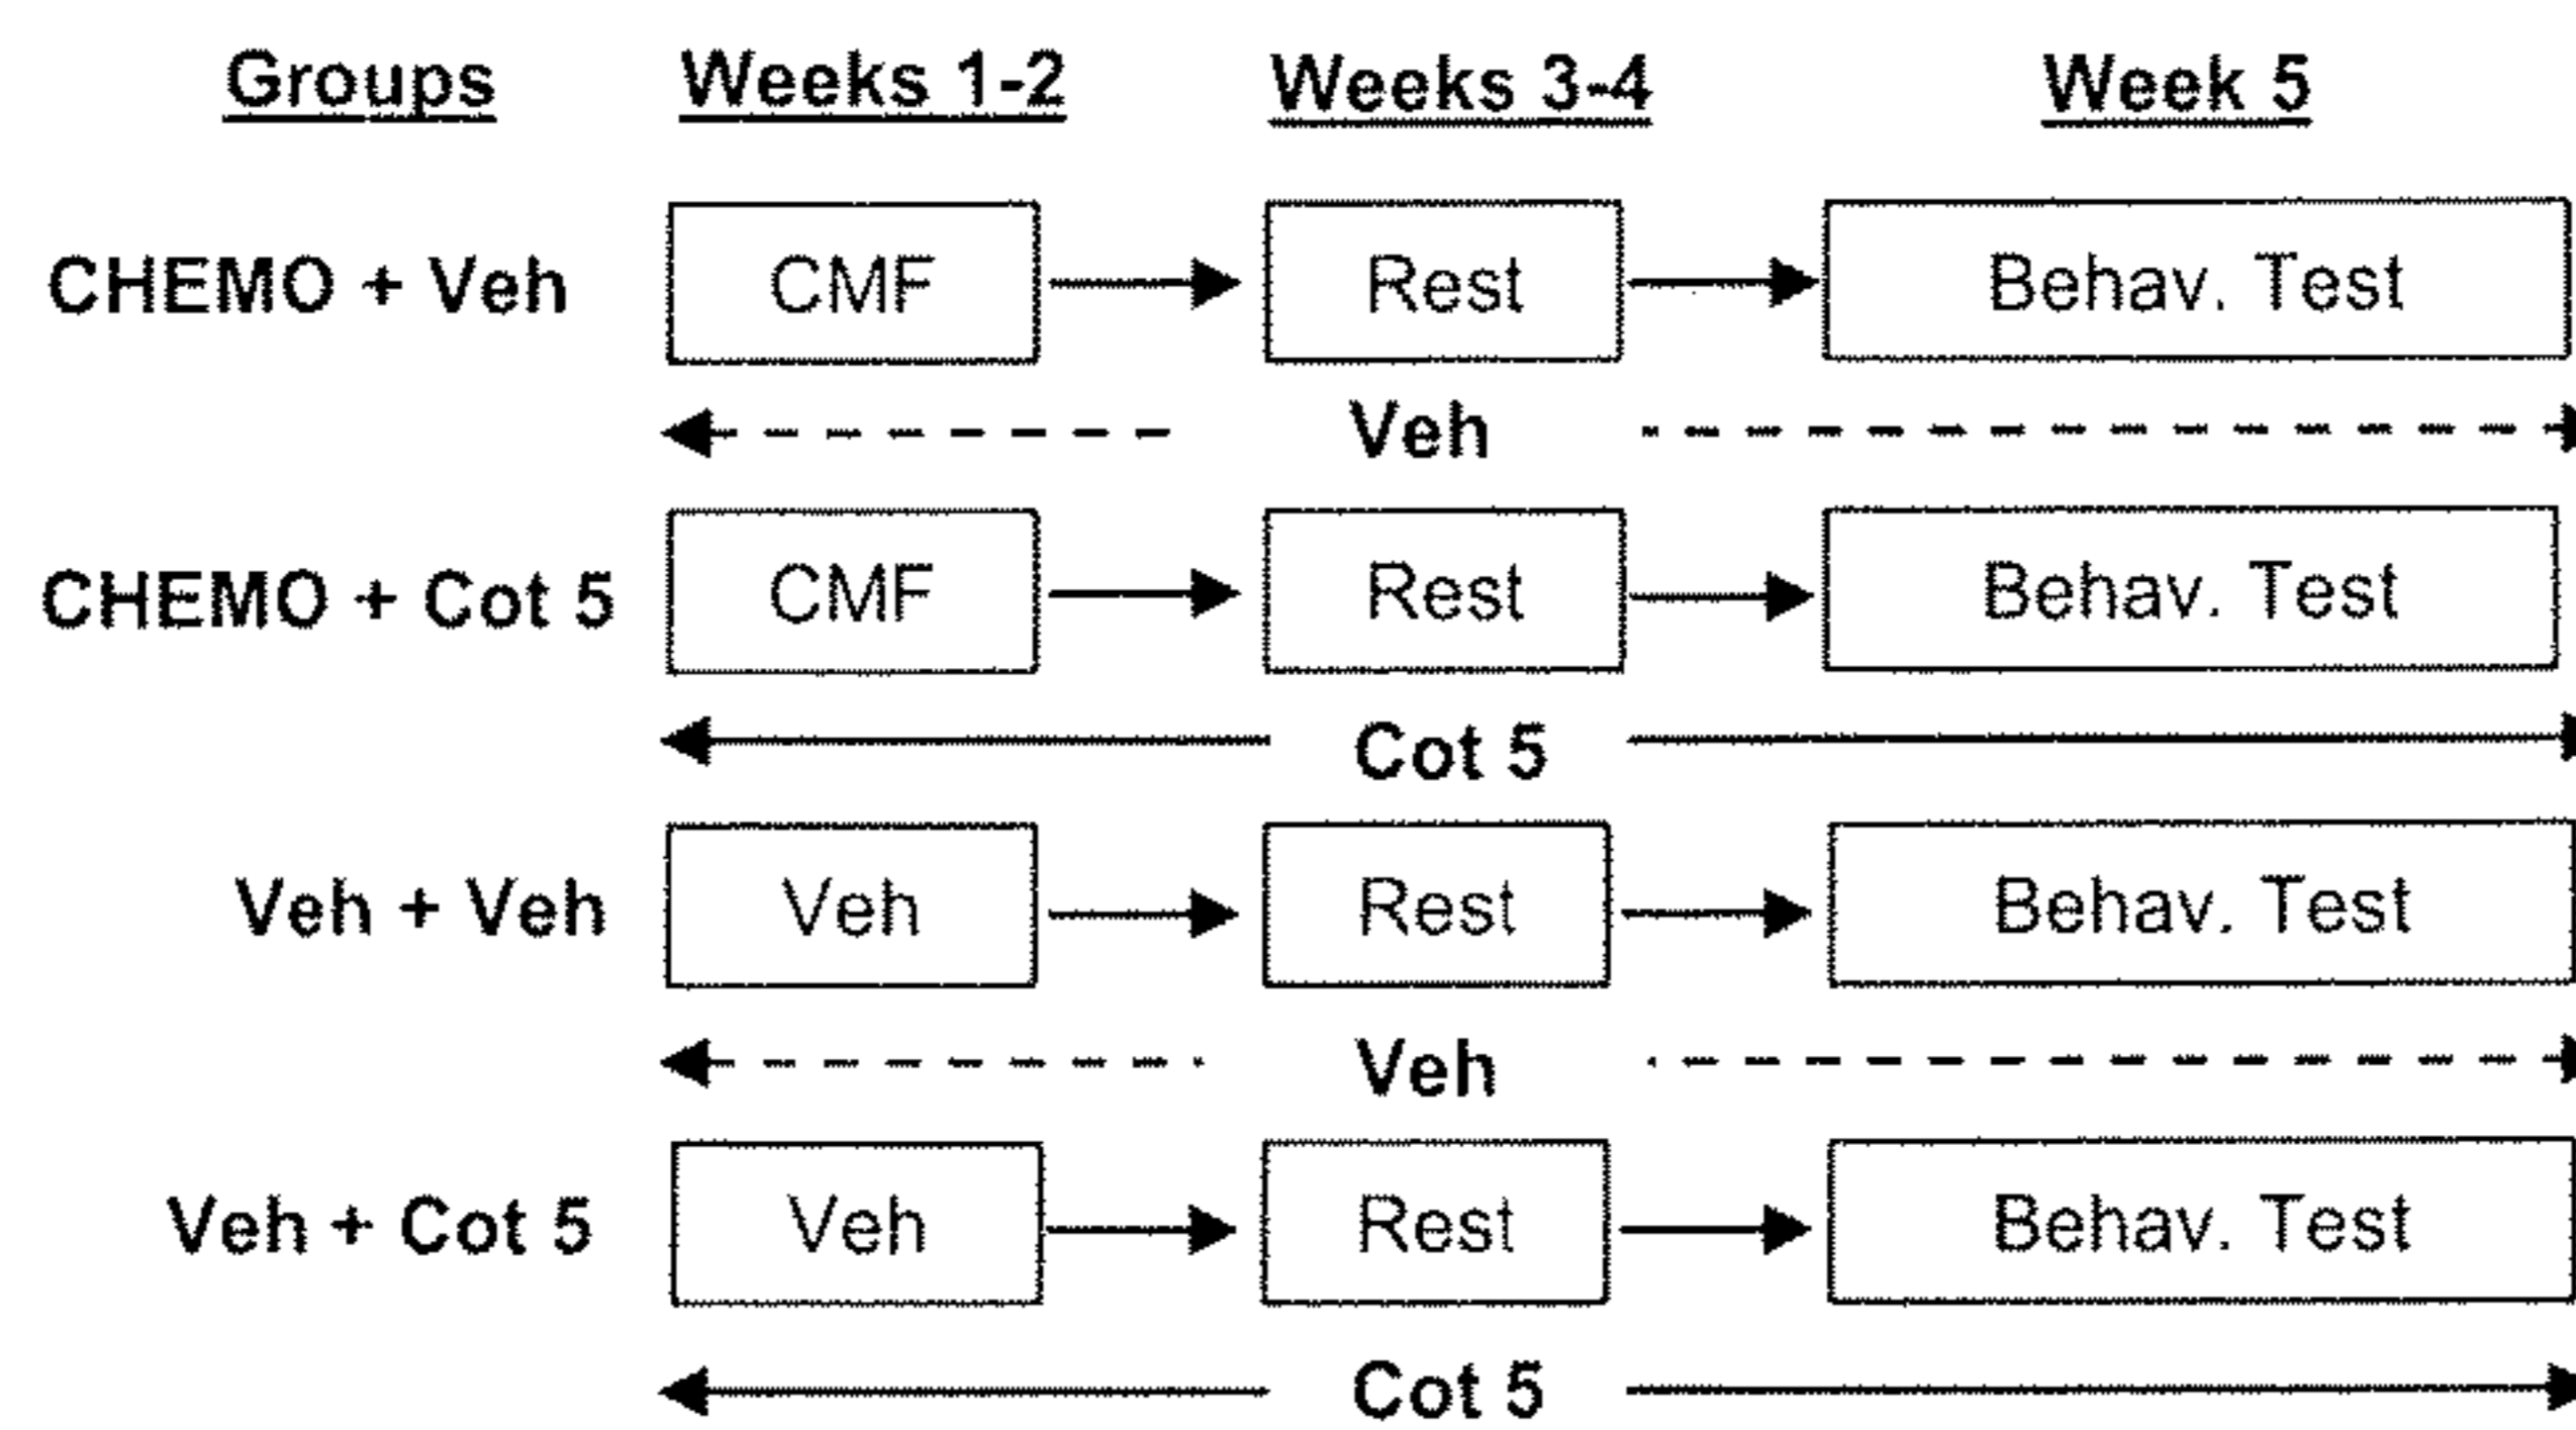 Groups Weeks 1-2 Weeks 3-4 Week 5
CHEMO + Veh CMF Rest Behav. Test
Veh
CHEMO + Cot 5 CMF Rest Behav. Test
Cot 5
Veh + Veh Veh Rest Behav. Test
Veh
Veh + Cot 5 Veh Rest Behav. Test
Cot 5